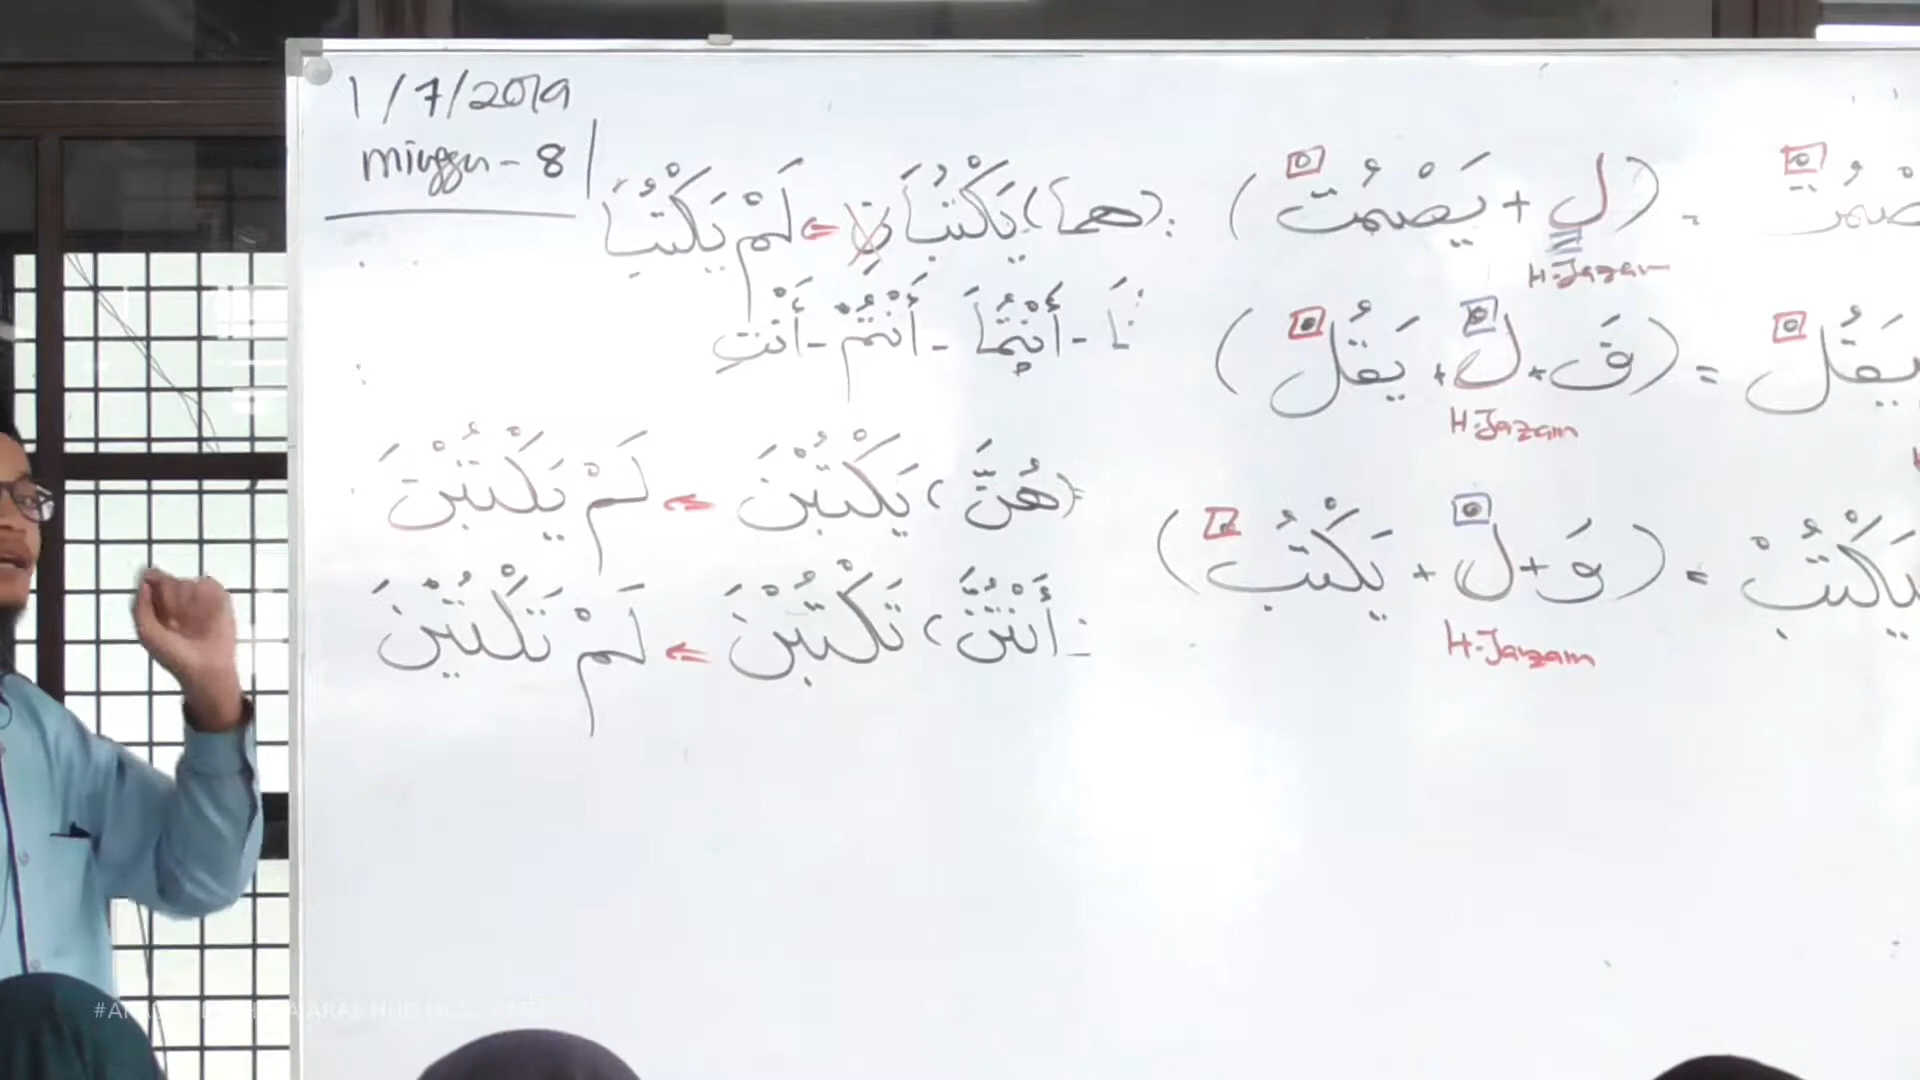 1/7/2019
minggu - 8
(هما) يَكْتُبَانِ ← لَمْ يَكْتُبَا
نَا - أَنْتُمَا - أَنْتُمْ - أَنْتِ
(هُنَّ) يَكْتُبْنَ ← لَمْ يَكْتُبْنَ
أَنْتُنَّ) تَكْتُبْنَ ← لَمْ تَكْتُبْنَ
(لِ + يَصْمُتْ)
H. Jazam
(فَ + لْ + يَقُلْ) = يَقُلْ
H. Jazam
(وَ + لْ + يَكْتُبْ) = يَكْتُبْ
H. Jazam